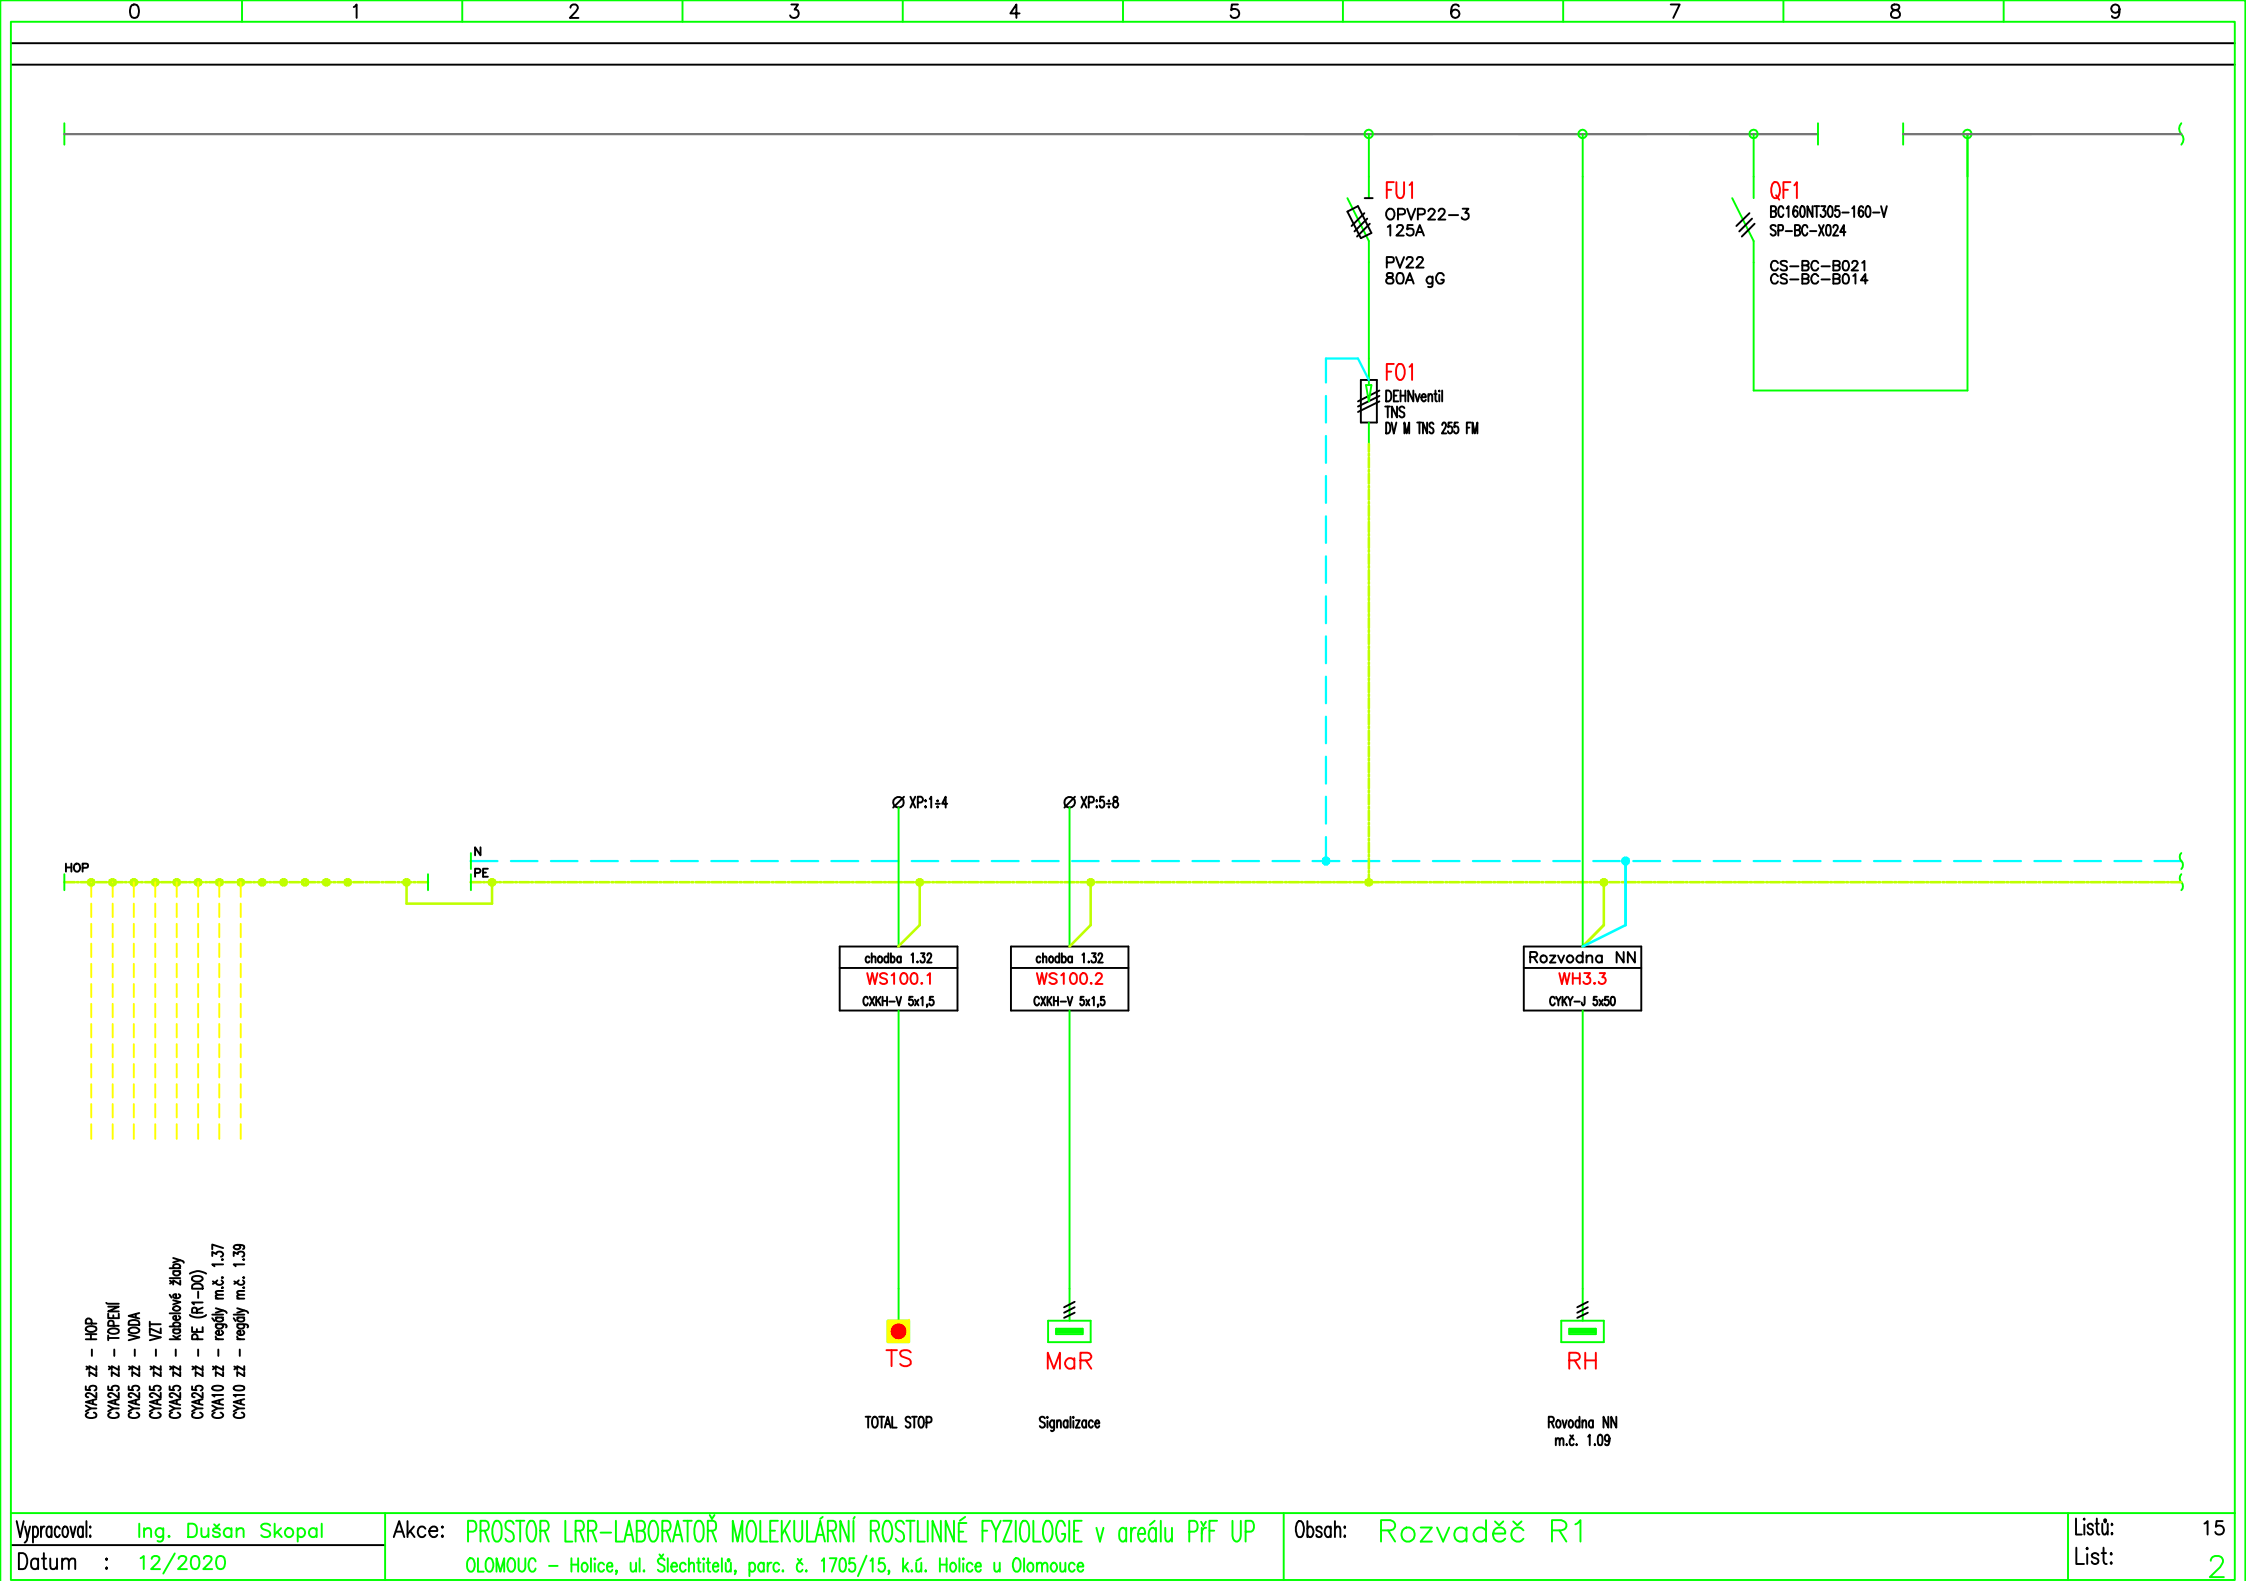 0 1 2 3 4 5 6 7 8 9
FU1
OPVP22-3
125A
PV22
80A gG
QF1
BC160NT305-160-V
SP-BC-X024
CS-BC-B021
CS-BC-B014
FO1
DEHNventil
TNS
DV M TNS 255 FM
XP:1÷4
XP:5÷8
HOP
N
PE
chodba 1.32
WS100.1
CXKH-V 5x1,5
chodba 1.32
WS100.2
CXKH-V 5x1,5
Rozvodna NN
WH3.3
CYKY-J 5x50
CYA25 zž - HOP
CYA25 zž - TOPENÍ
CYA25 zž - VODA
CYA25 zž - VZT
CYA25 zž - kabelové žlaby
CYA25 zž - PE (R1-DO)
CYA10 zž - regály m.č. 1.37
CYA10 zž - regály m.č. 1.39
TS
TOTAL STOP
MaR
Signalizace
RH
Rovodna NN
m.č. 1.09
Vypracoval: Ing. Dušan Skopal
Datum : 12/2020
Akce: PROSTOR LRR-LABORATOŘ MOLEKULÁRNÍ ROSTLINNÉ FYZIOLOGIE v areálu PřF UP
OLOMOUC - Holice, ul. Šlechtitelů, parc. č. 1705/15, k.ú. Holice u Olomouce
Obsah: Rozvaděč R1
Listů: 15
List: 2